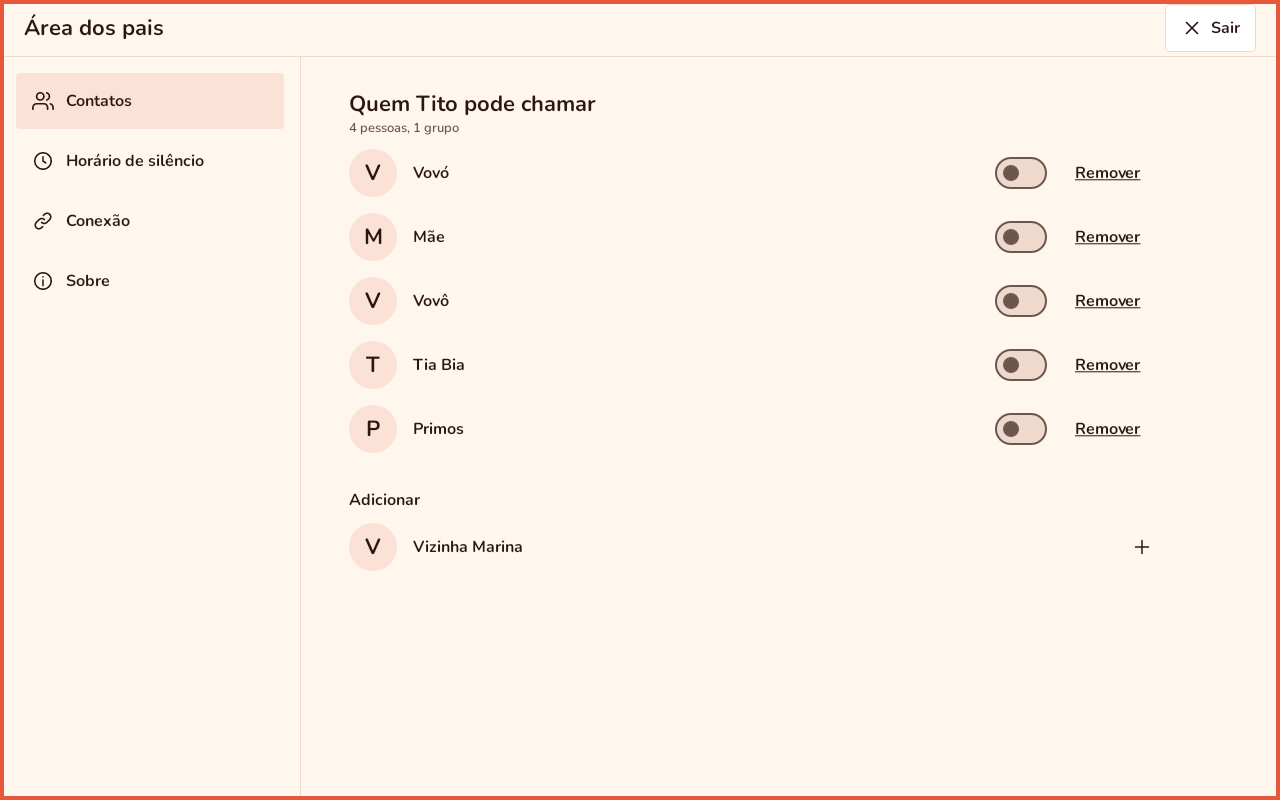 Área dos pais
Sair
Contatos
Horário de silêncio
Conexão
Sobre
Quem Tito pode chamar
4 pessoas, 1 grupo
V Vovó Remover
M Mãe Remover
V Vovô Remover
T Tia Bia Remover
P Primos Remover
Adicionar
V Vizinha Marina